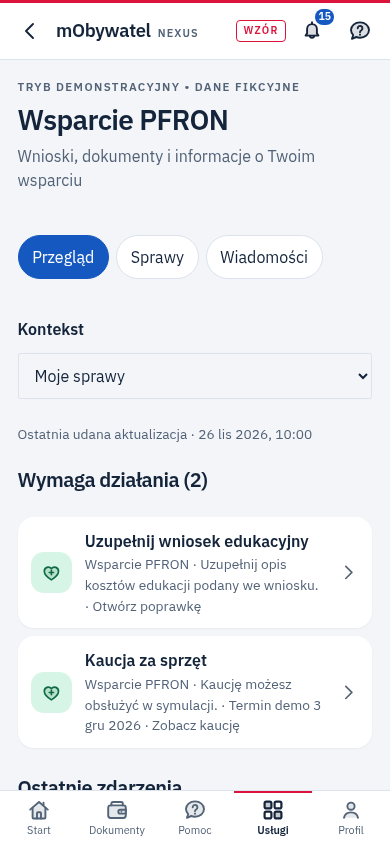 mObywatel NEXUS
WZÓR
15
TRYB DEMONSTRACYJNY • DANE FIKCYJNE
Wsparcie PFRON
Wnioski, dokumenty i informacje o Twoim
wsparciu
Przegląd
Sprawy
Wiadomości
Kontekst
Moje sprawy
Ostatnia udana aktualizacja · 26 lis 2026, 10:00
Wymaga działania (2)
Uzupełnij wniosek edukacyjny
Wsparcie PFRON · Uzupełnij opis
kosztów edukacji podany we wniosku.
· Otwórz poprawkę
Kaucja za sprzęt
Wsparcie PFRON · Kaucję możesz
obsłużyć w symulacji. · Termin demo 3
gru 2026 · Zobacz kaucję
Ostatnie zdarzenia
Start
Dokumenty
Pomoc
Usługi
Profil